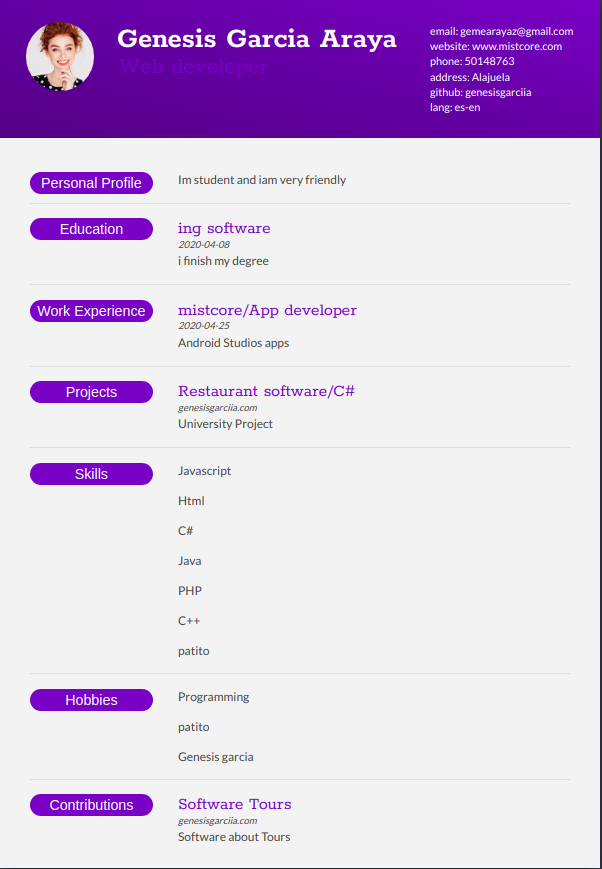 Genesis Garcia Araya
Web developer
email: gemearayaz@gmail.com
website: www.mistcore.com
phone: 50148763
address: Alajuela
github: genesisgarciia
lang: es-en
Personal Profile
Im student and iam very friendly
Education
ing software
2020-04-08
i finish my degree
Work Experience
mistcore/App developer
2020-04-25
Android Studios apps
Projects
Restaurant software/C#
genesisgarciia.com
University Project
Skills
Javascript
Html
C#
Java
PHP
C++
patito
Hobbies
Programming
patito
Genesis garcia
Contributions
Software Tours
genesisgarciia.com
Software about Tours